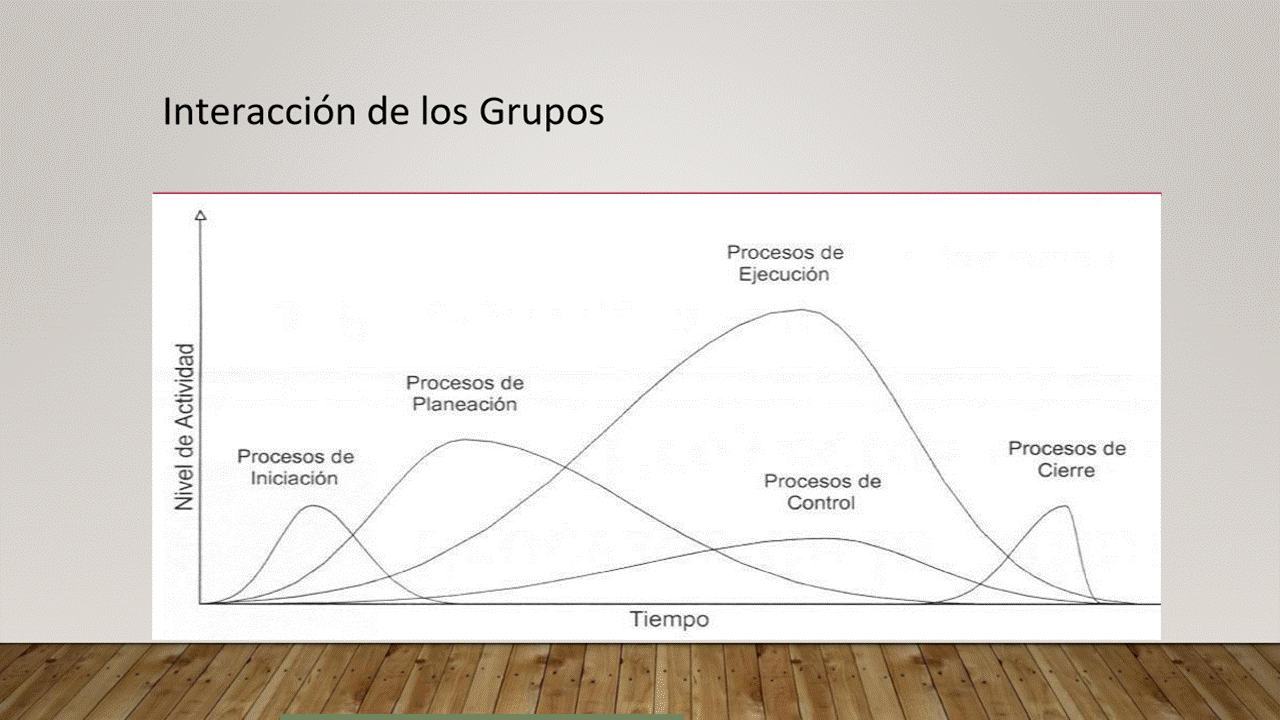 Interacción de los Grupos
Procesos de
Ejecución
Procesos de
Planeación
Procesos de
Iniciación
Procesos de
Control
Procesos de
Cierre
Nivel de Actividad
Tiempo